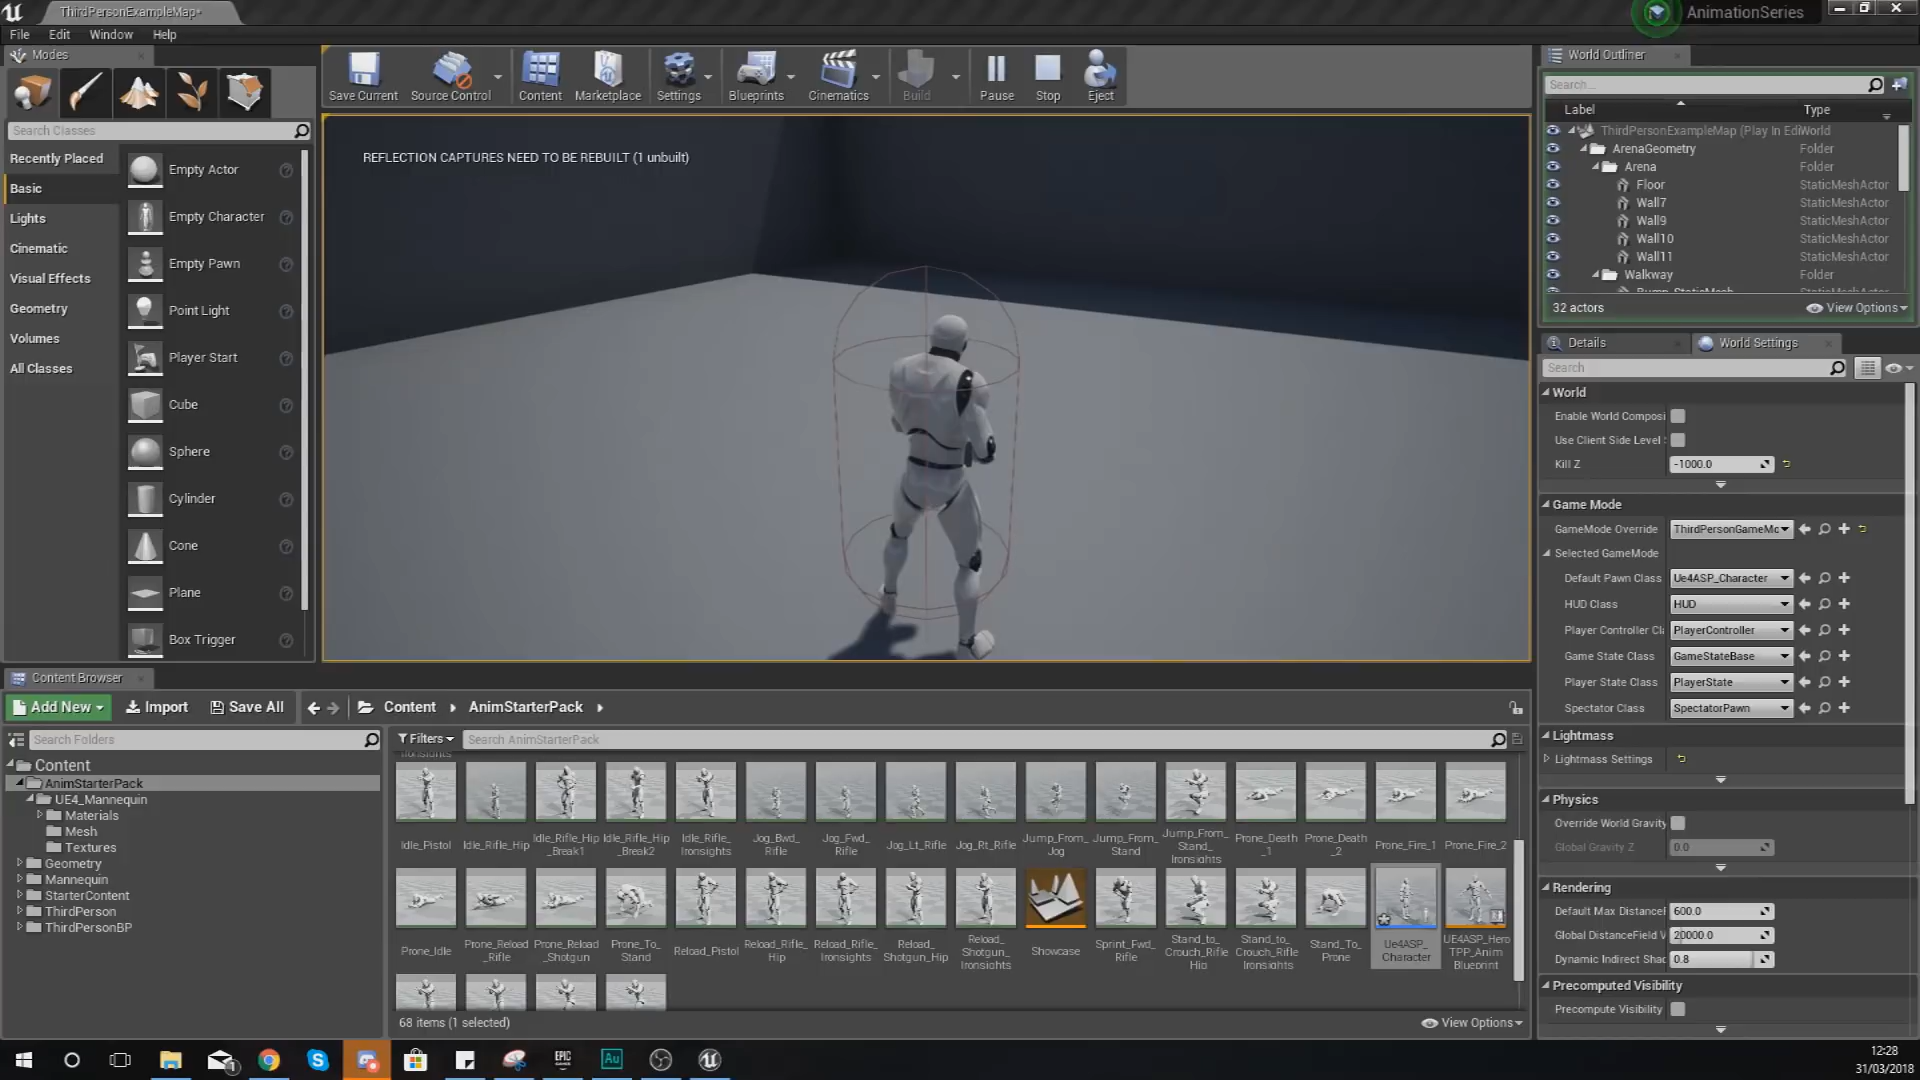 ThirdPersonExampleMap*
AnimationSeries
File Edit Window Help
Modes
Save Current
Source Control
Content
Marketplace
Settings
Blueprints
Cinematics
Build
Pause
Stop
Eject
Search Classes
Recently Placed
Basic
Lights
Cinematic
Visual Effects
Geometry
Volumes
All Classes
Empty Actor
Empty Character
Empty Pawn
Point Light
Player Start
Cube
Sphere
Cylinder
Cone
Plane
Box Trigger
REFLECTION CAPTURES NEED TO BE REBUILT (1 unbuilt)
World Outliner
Search...
Label Type
ThirdPersonExampleMap (Play In Edi World
ArenaGeometry Folder
Arena Folder
Floor StaticMeshActor
Wall7 StaticMeshActor
Wall9 StaticMeshActor
Wall10 StaticMeshActor
Wall11 StaticMeshActor
Walkway Folder
32 actors View Options
Details World Settings
Search
World
Enable World Composi
Use Client Side Level
Kill Z -1000.0
Game Mode
GameMode Override ThirdPersonGameMo
Selected GameMode
Default Pawn Class Ue4ASP_Character
HUD Class HUD
Player Controller Cl PlayerController
Game State Class GameStateBase
Player State Class PlayerState
Spectator Class SpectatorPawn
Lightmass
Lightmass Settings
Physics
Override World Gravity
Global Gravity Z 0.0
Rendering
Default Max DistanceF 600.0
Global DistanceField V 20000.0
Dynamic Indirect Shad 0.8
Precomputed Visibility
Precompute Visibility
Content Browser
Add New Import Save All Content AnimStarterPack
Search Folders
Filters Search AnimStarterPack
Content
AnimStarterPack
UE4_Mannequin
Materials
Mesh
Textures
Geometry
Mannequin
StarterContent
ThirdPerson
ThirdPersonBP
Idle_Pistol
Idle_Rifle_Hip
Idle_Rifle_Hip_Break1
Idle_Rifle_Hip_Break2
Idle_Rifle_Ironsights
Jog_Bwd_Rifle
Jog_Fwd_Rifle
Jog_Lt_Rifle
Jog_Rt_Rifle
Jump_From_Jog
Jump_From_Stand
Jump_From_Stand_Ironsights
Prone_Death_1
Prone_Death_2
Prone_Fire_1
Prone_Fire_2
Prone_Idle
Prone_Reload_Rifle
Prone_Reload_Shotgun
Prone_To_Stand
Reload_Pistol
Reload_Rifle_Hip
Reload_Rifle_Ironsights
Reload_Shotgun_Hip
Reload_Shotgun_Ironsights
Showcase
Sprint_Fwd_Rifle
Stand_to_Crouch_Rifle_Hip
Stand_to_Crouch_Rifle_Ironsights
Stand_To_Prone
Ue4ASP_Character
UE4ASP_HeroTPP_AnimBlueprint
68 items (1 selected) View Options
12:28
31/03/2018